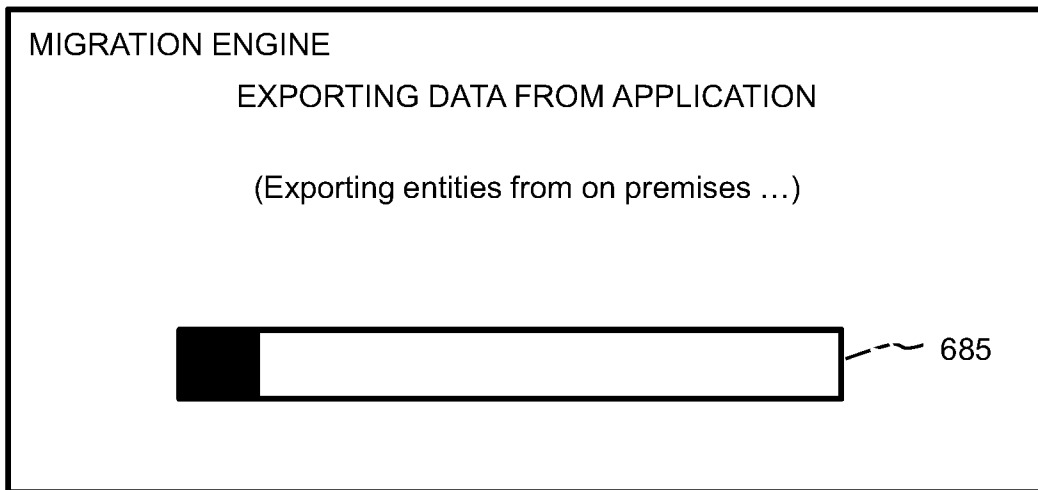 MIGRATION ENGINE
EXPORTING DATA FROM APPLICATION
(Exporting entities from on premises …)
685